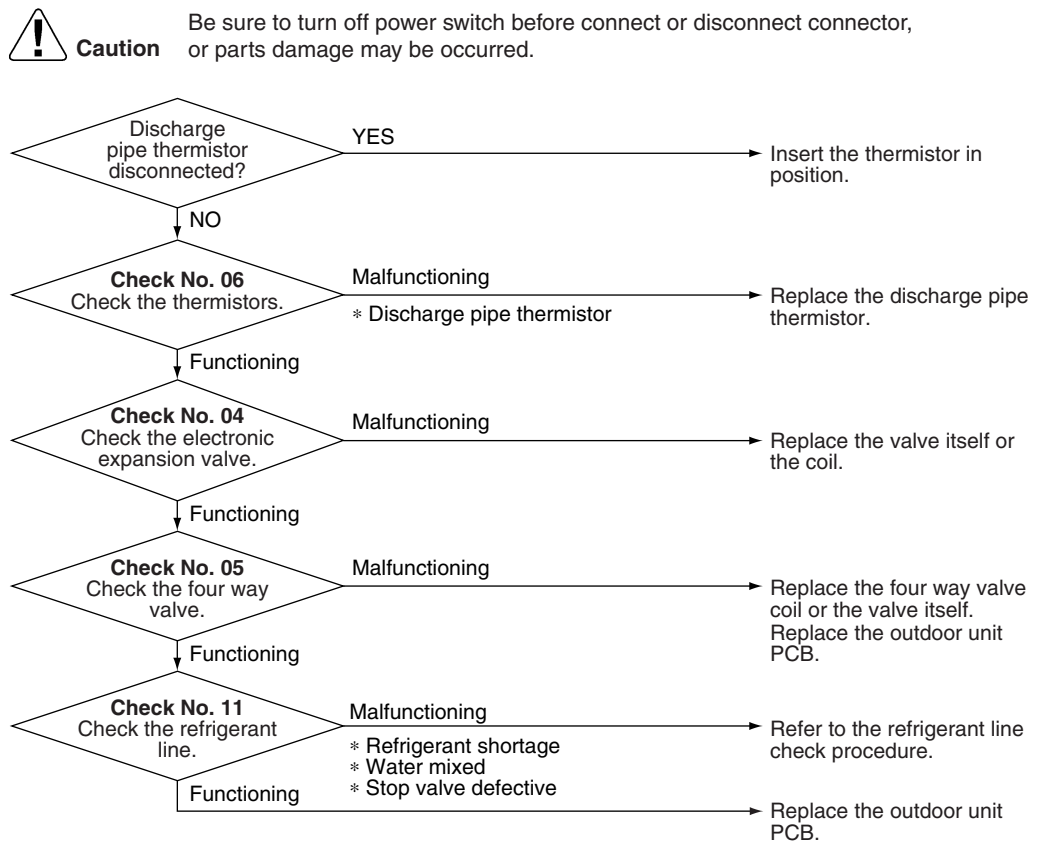 Be sure to turn off power switch before connect or disconnect connector,
Caution or parts damage may be occurred.
Discharge
pipe thermistor
disconnected?
YES
Insert the thermistor in
position.
NO
Check No. 06
Check the thermistors.
Malfunctioning
* Discharge pipe thermistor
Replace the discharge pipe
thermistor.
Functioning
Check No. 04
Check the electronic
expansion valve.
Malfunctioning
Replace the valve itself or
the coil.
Functioning
Check No. 05
Check the four way
valve.
Malfunctioning
Replace the four way valve
coil or the valve itself.
Replace the outdoor unit
PCB.
Functioning
Check No. 11
Check the refrigerant
line.
Malfunctioning
* Refrigerant shortage
* Water mixed
* Stop valve defective
Refer to the refrigerant line
check procedure.
Functioning
Replace the outdoor unit
PCB.